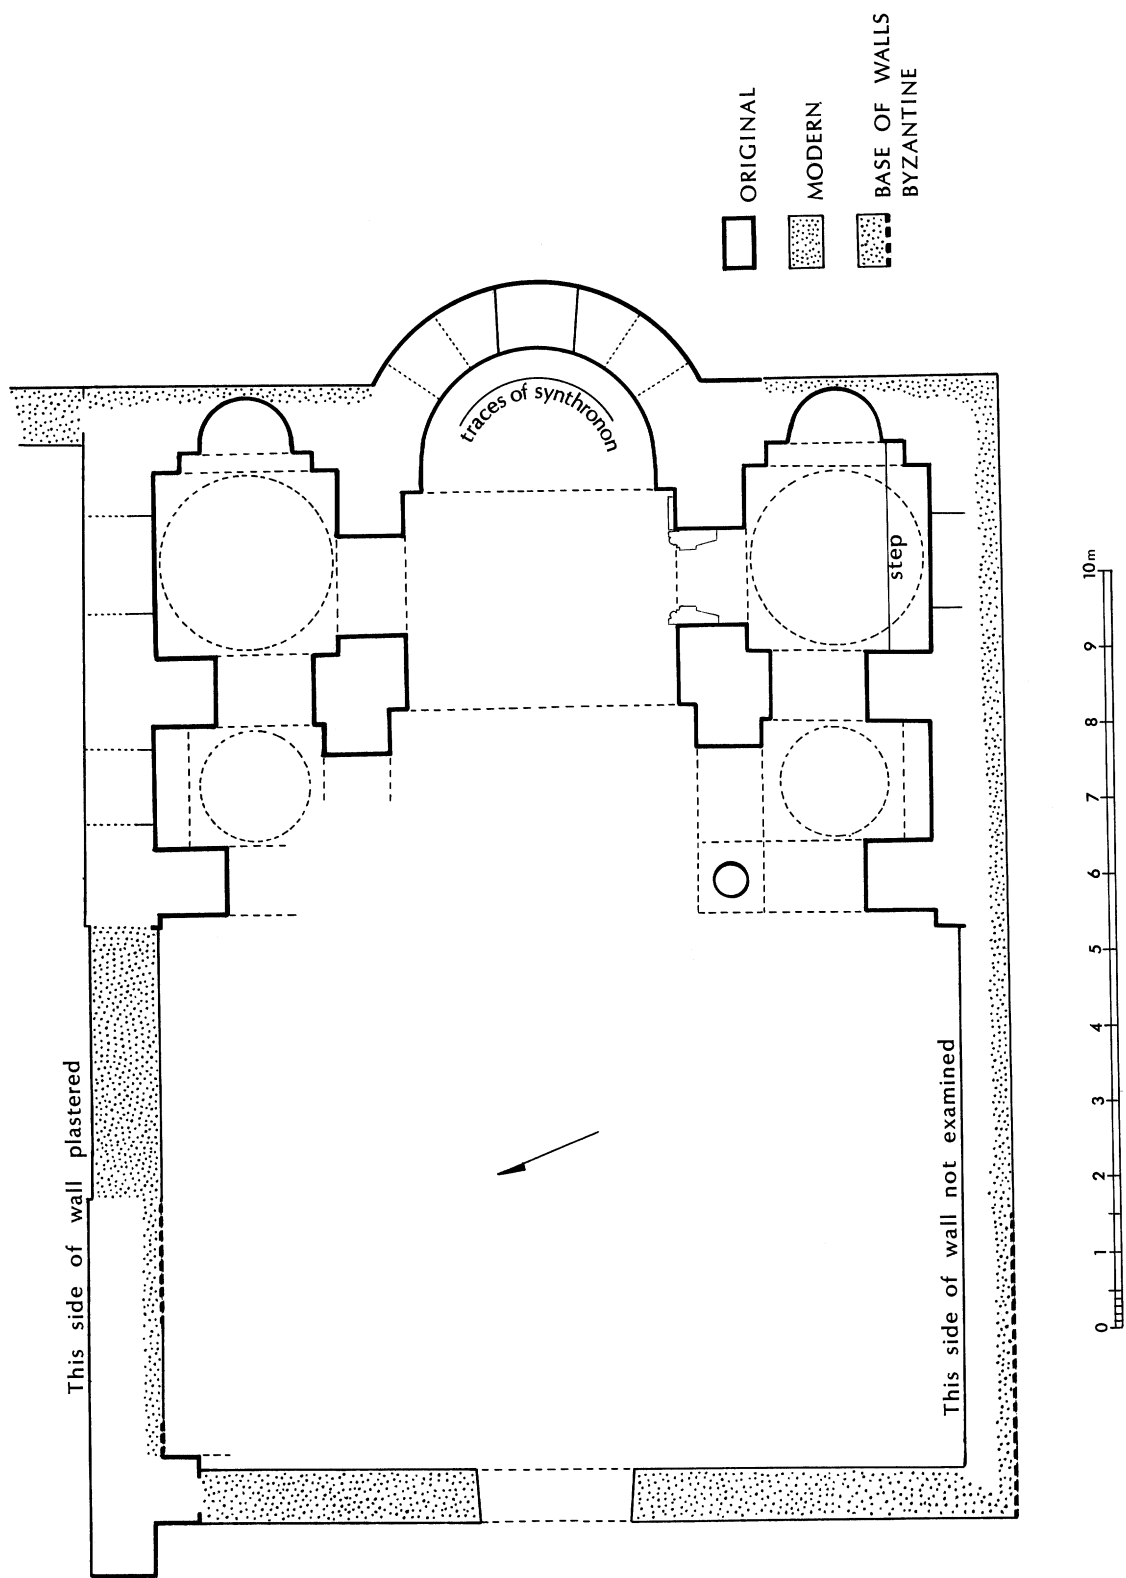 ORIGINAL
MODERN
BASE OF WALLS
BYZANTINE
traces of synthronon
step
This side of wall plastered
This side of wall not examined
0 1 2 3 4 5 6 7 8 9 10m